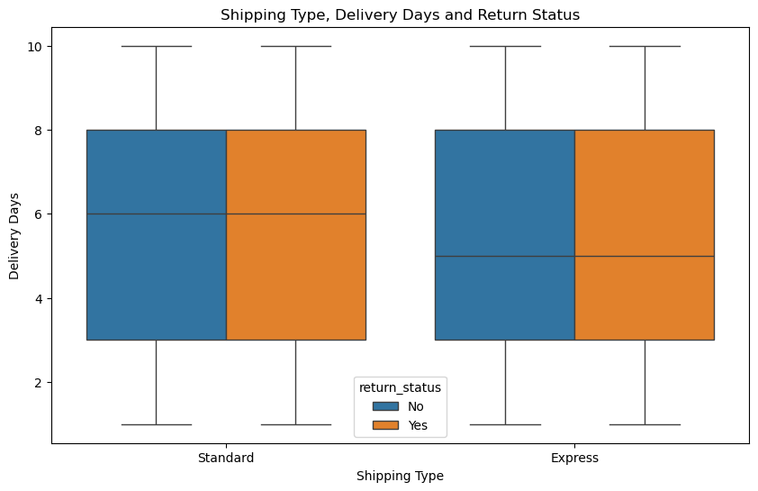 Shipping Type, Delivery Days and Return Status
Delivery Days
10
8
6
4
2
return_status
No
Yes
Standard
Express
Shipping Type